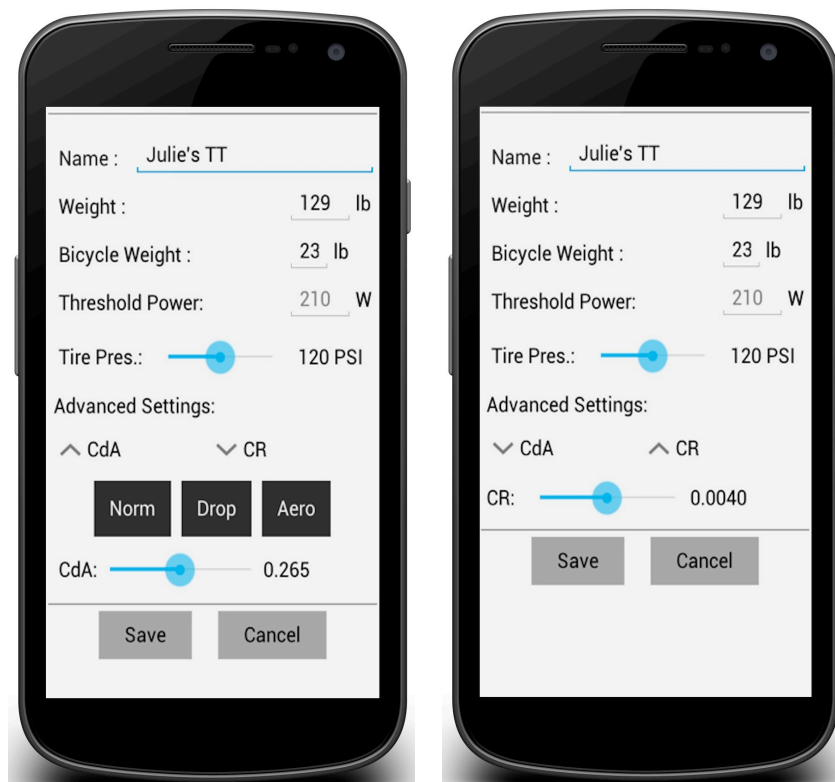 Name : Julie's TT
Weight : 129 lb
Bicycle Weight : 23 lb
Threshold Power: 210 W
Tire Pres.: 120 PSI
Advanced Settings:
CdA CR
Norm Drop Aero
CdA: 0.265
Save Cancel
Name : Julie's TT
Weight : 129 lb
Bicycle Weight : 23 lb
Threshold Power: 210 W
Tire Pres.: 120 PSI
Advanced Settings:
CdA CR
CR: 0.0040
Save Cancel